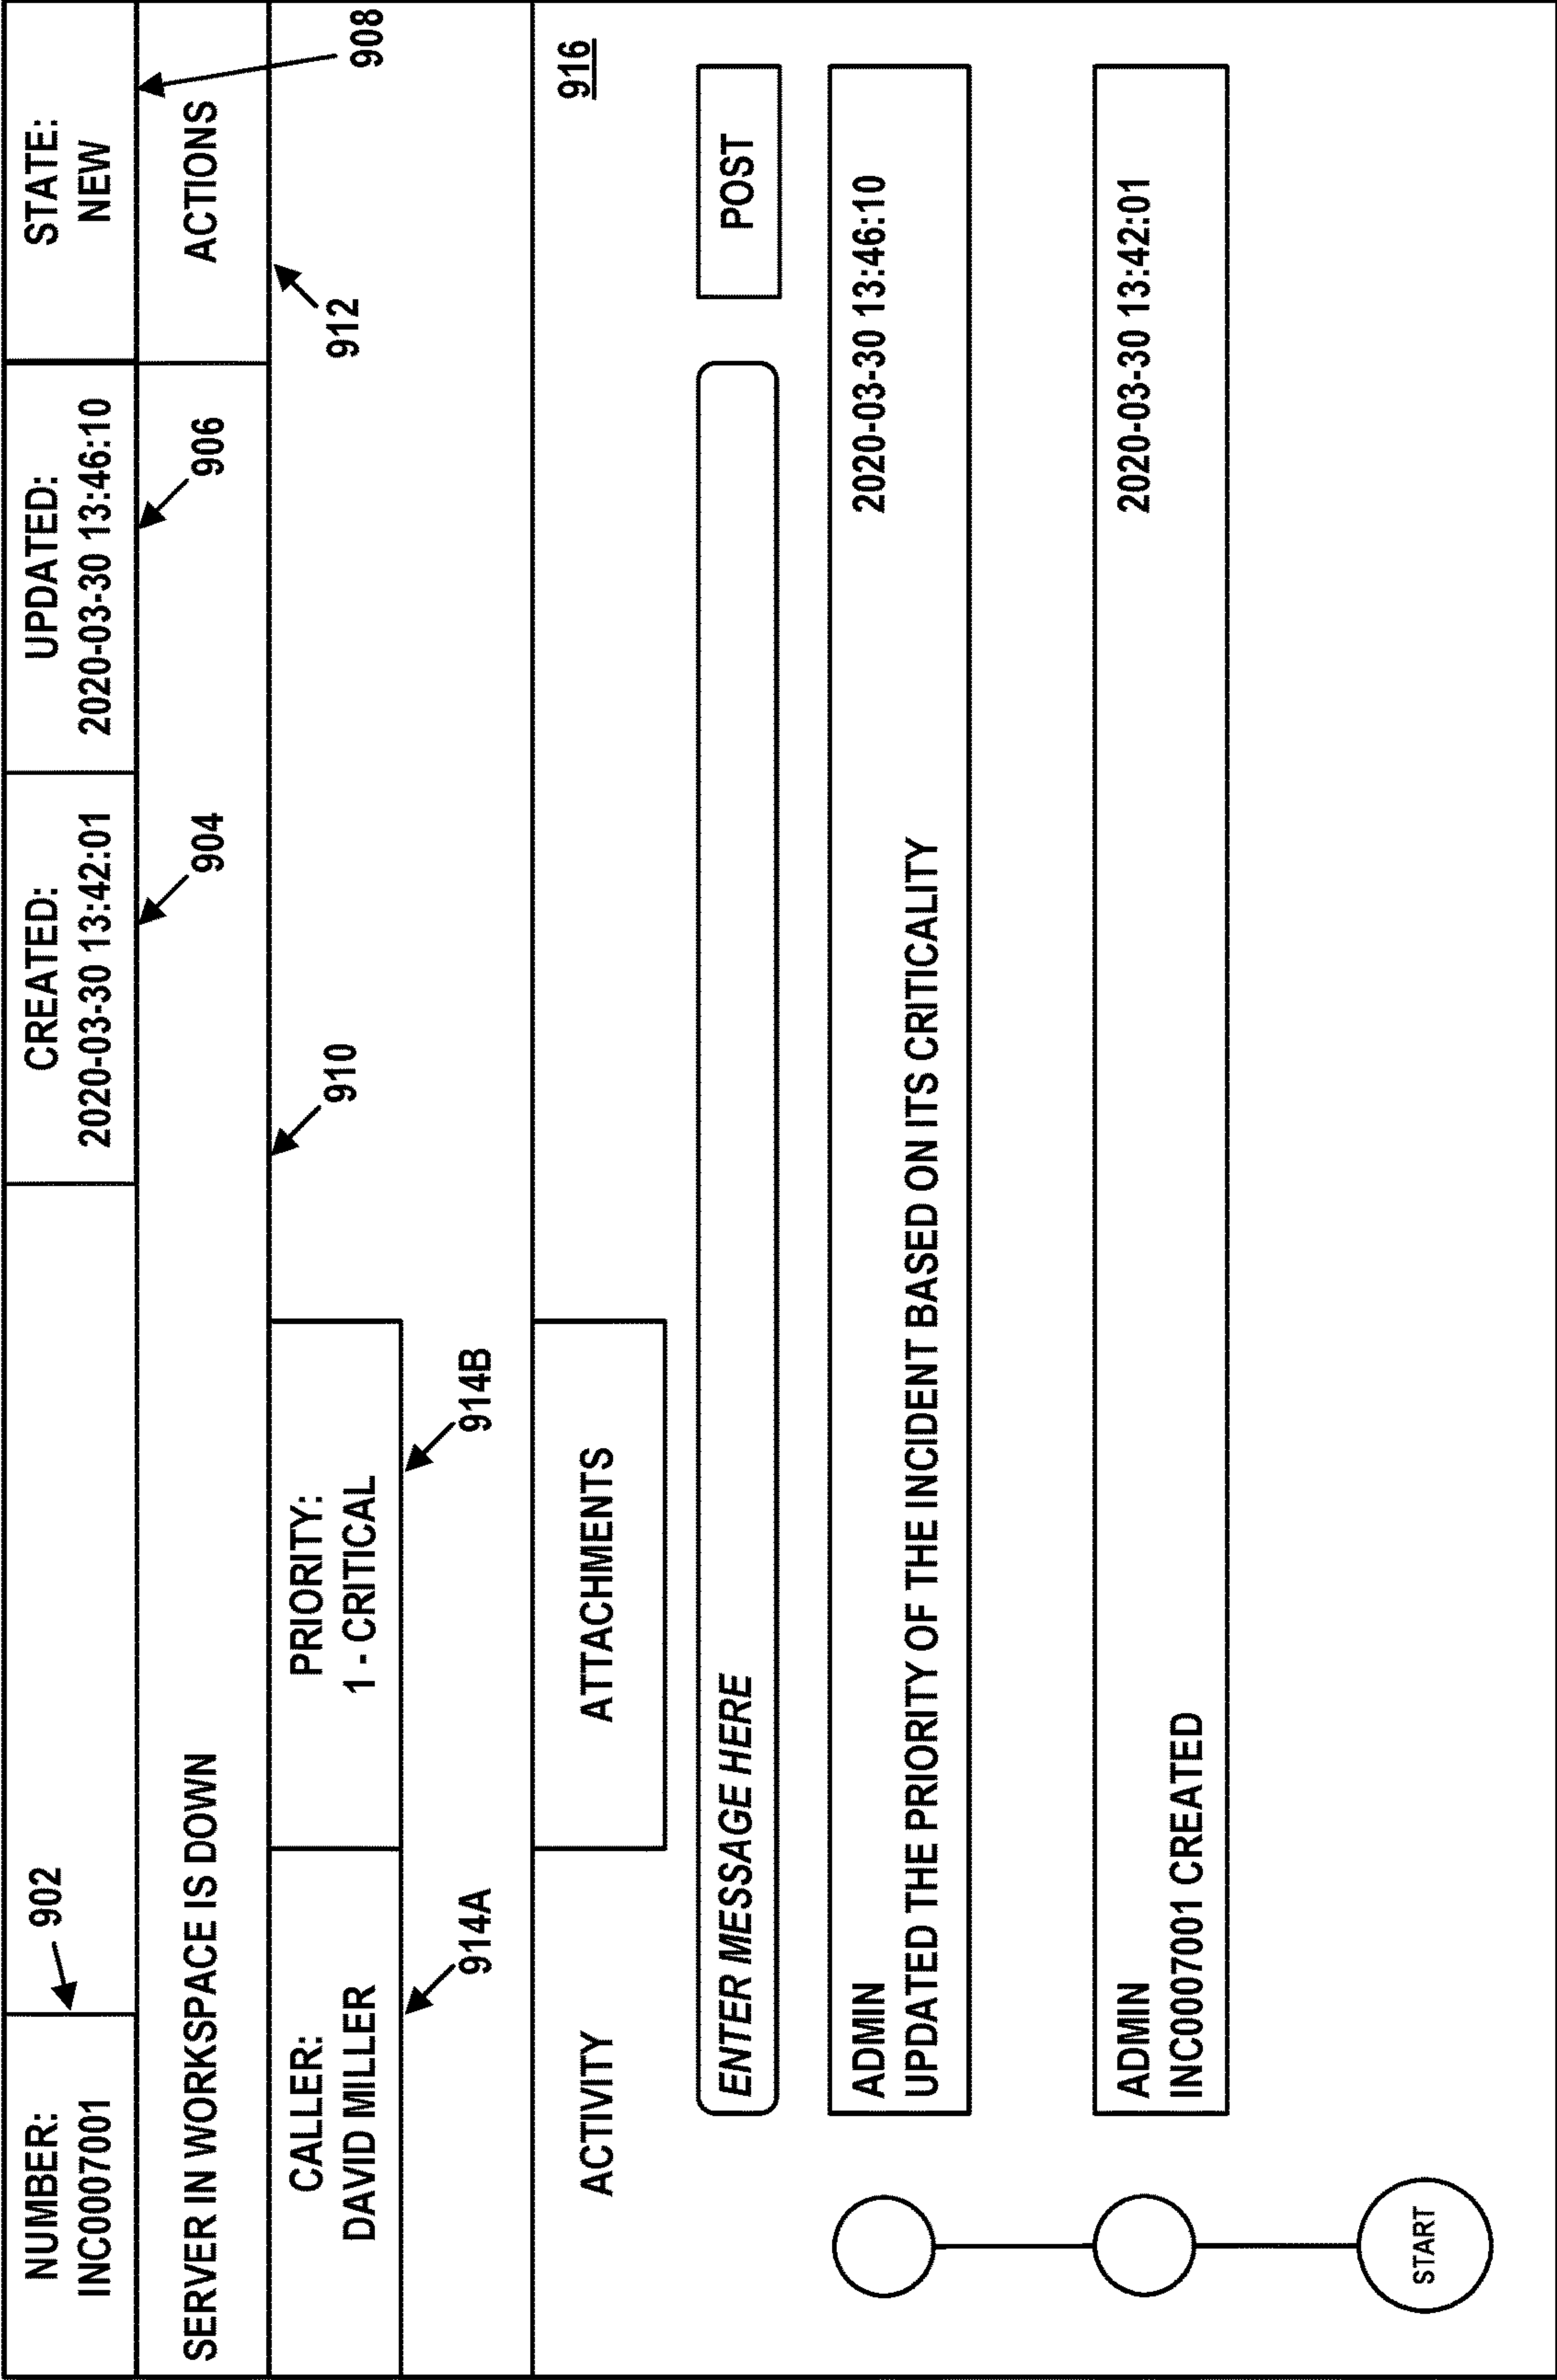 NUMBER:
INC0007001
902
CREATED:
2020-03-30 13:42:01
904
UPDATED:
2020-03-30 13:46:10
906
STATE:
NEW
908
SERVER IN WORKSPACE IS DOWN
910
ACTIONS
912
CALLER:
DAVID MILLER
914A
PRIORITY:
1 - CRITICAL
914B
ACTIVITY
ATTACHMENTS
916
ENTER MESSAGE HERE
POST
ADMIN
2020-03-30 13:46:10
UPDATED THE PRIORITY OF THE INCIDENT BASED ON ITS CRITICALITY
ADMIN
2020-03-30 13:42:01
INC0007001 CREATED
START